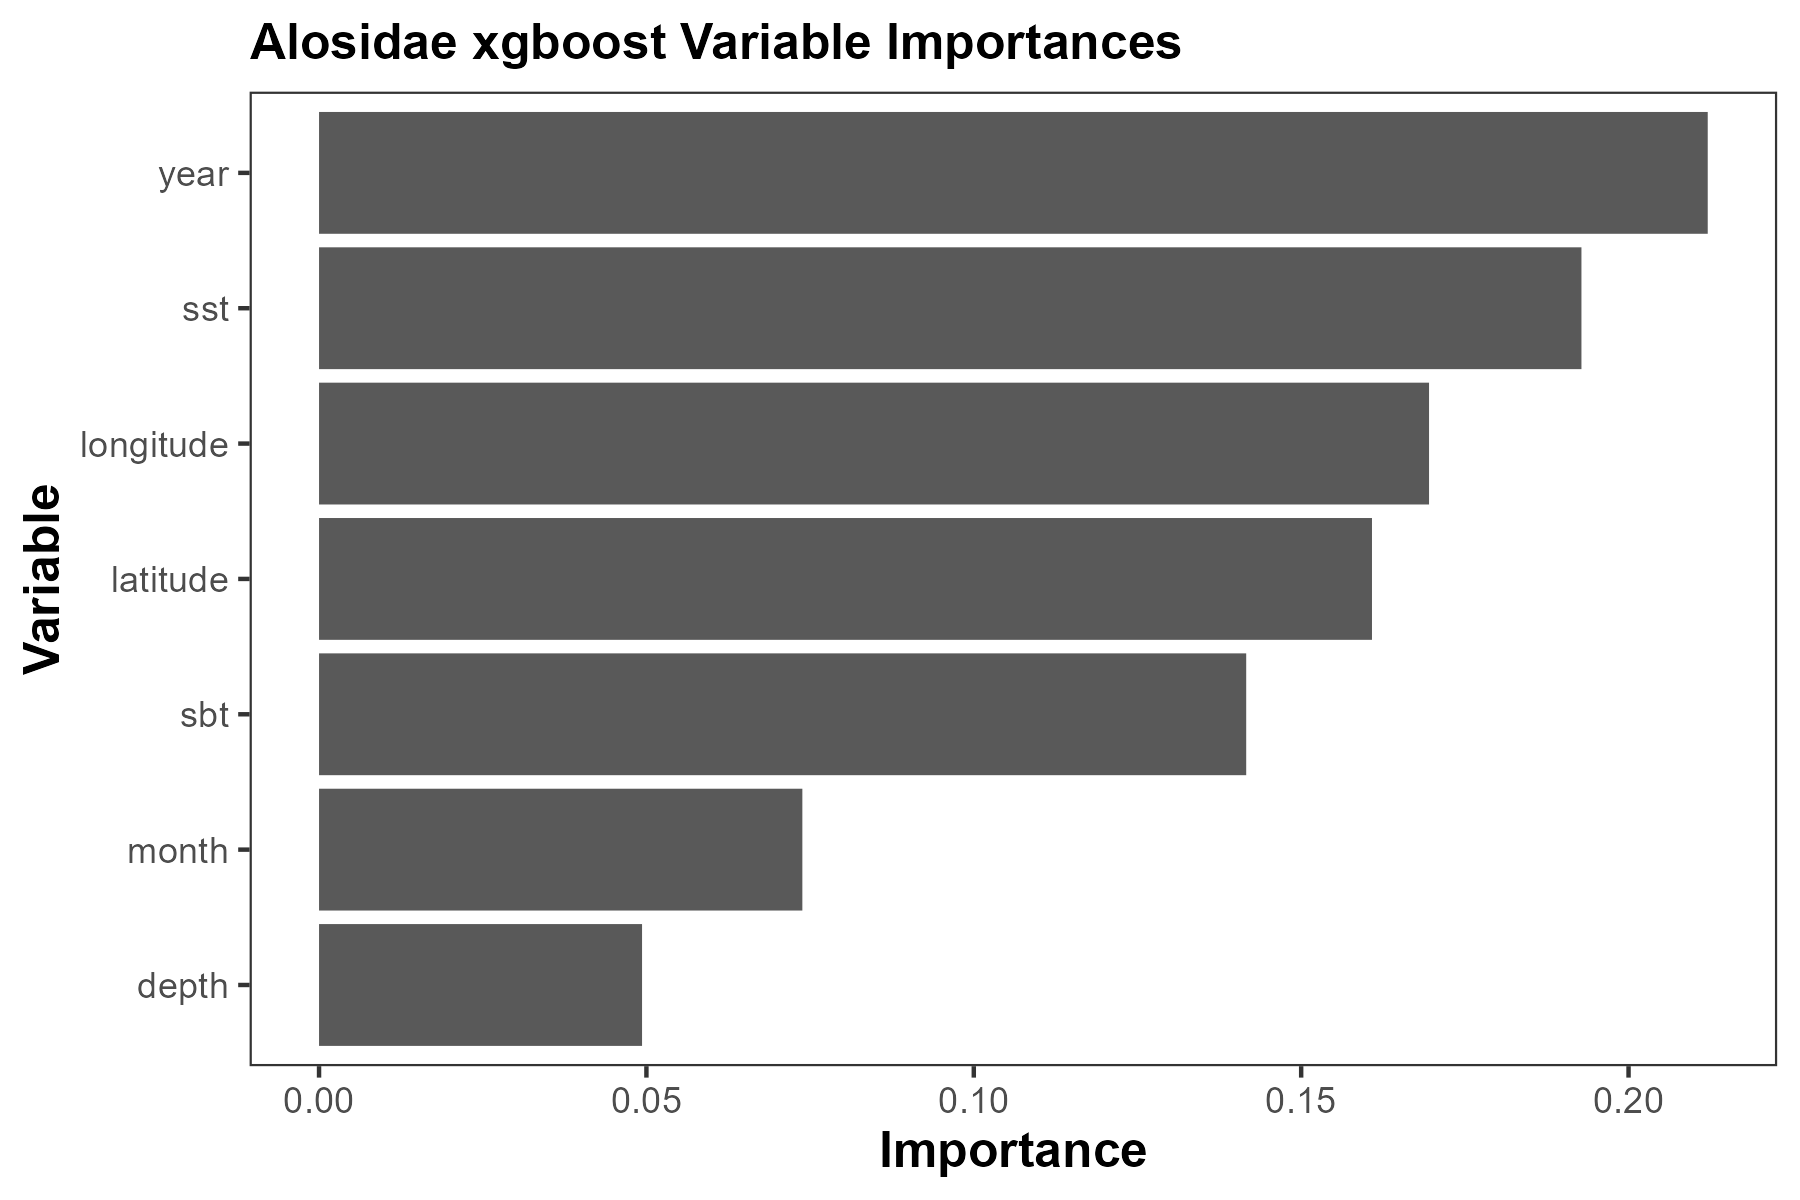 Alosidae xgboost Variable Importances
Variable
year
sst
longitude
latitude
sbt
month
depth
0.00 0.05 0.10 0.15 0.20
Importance